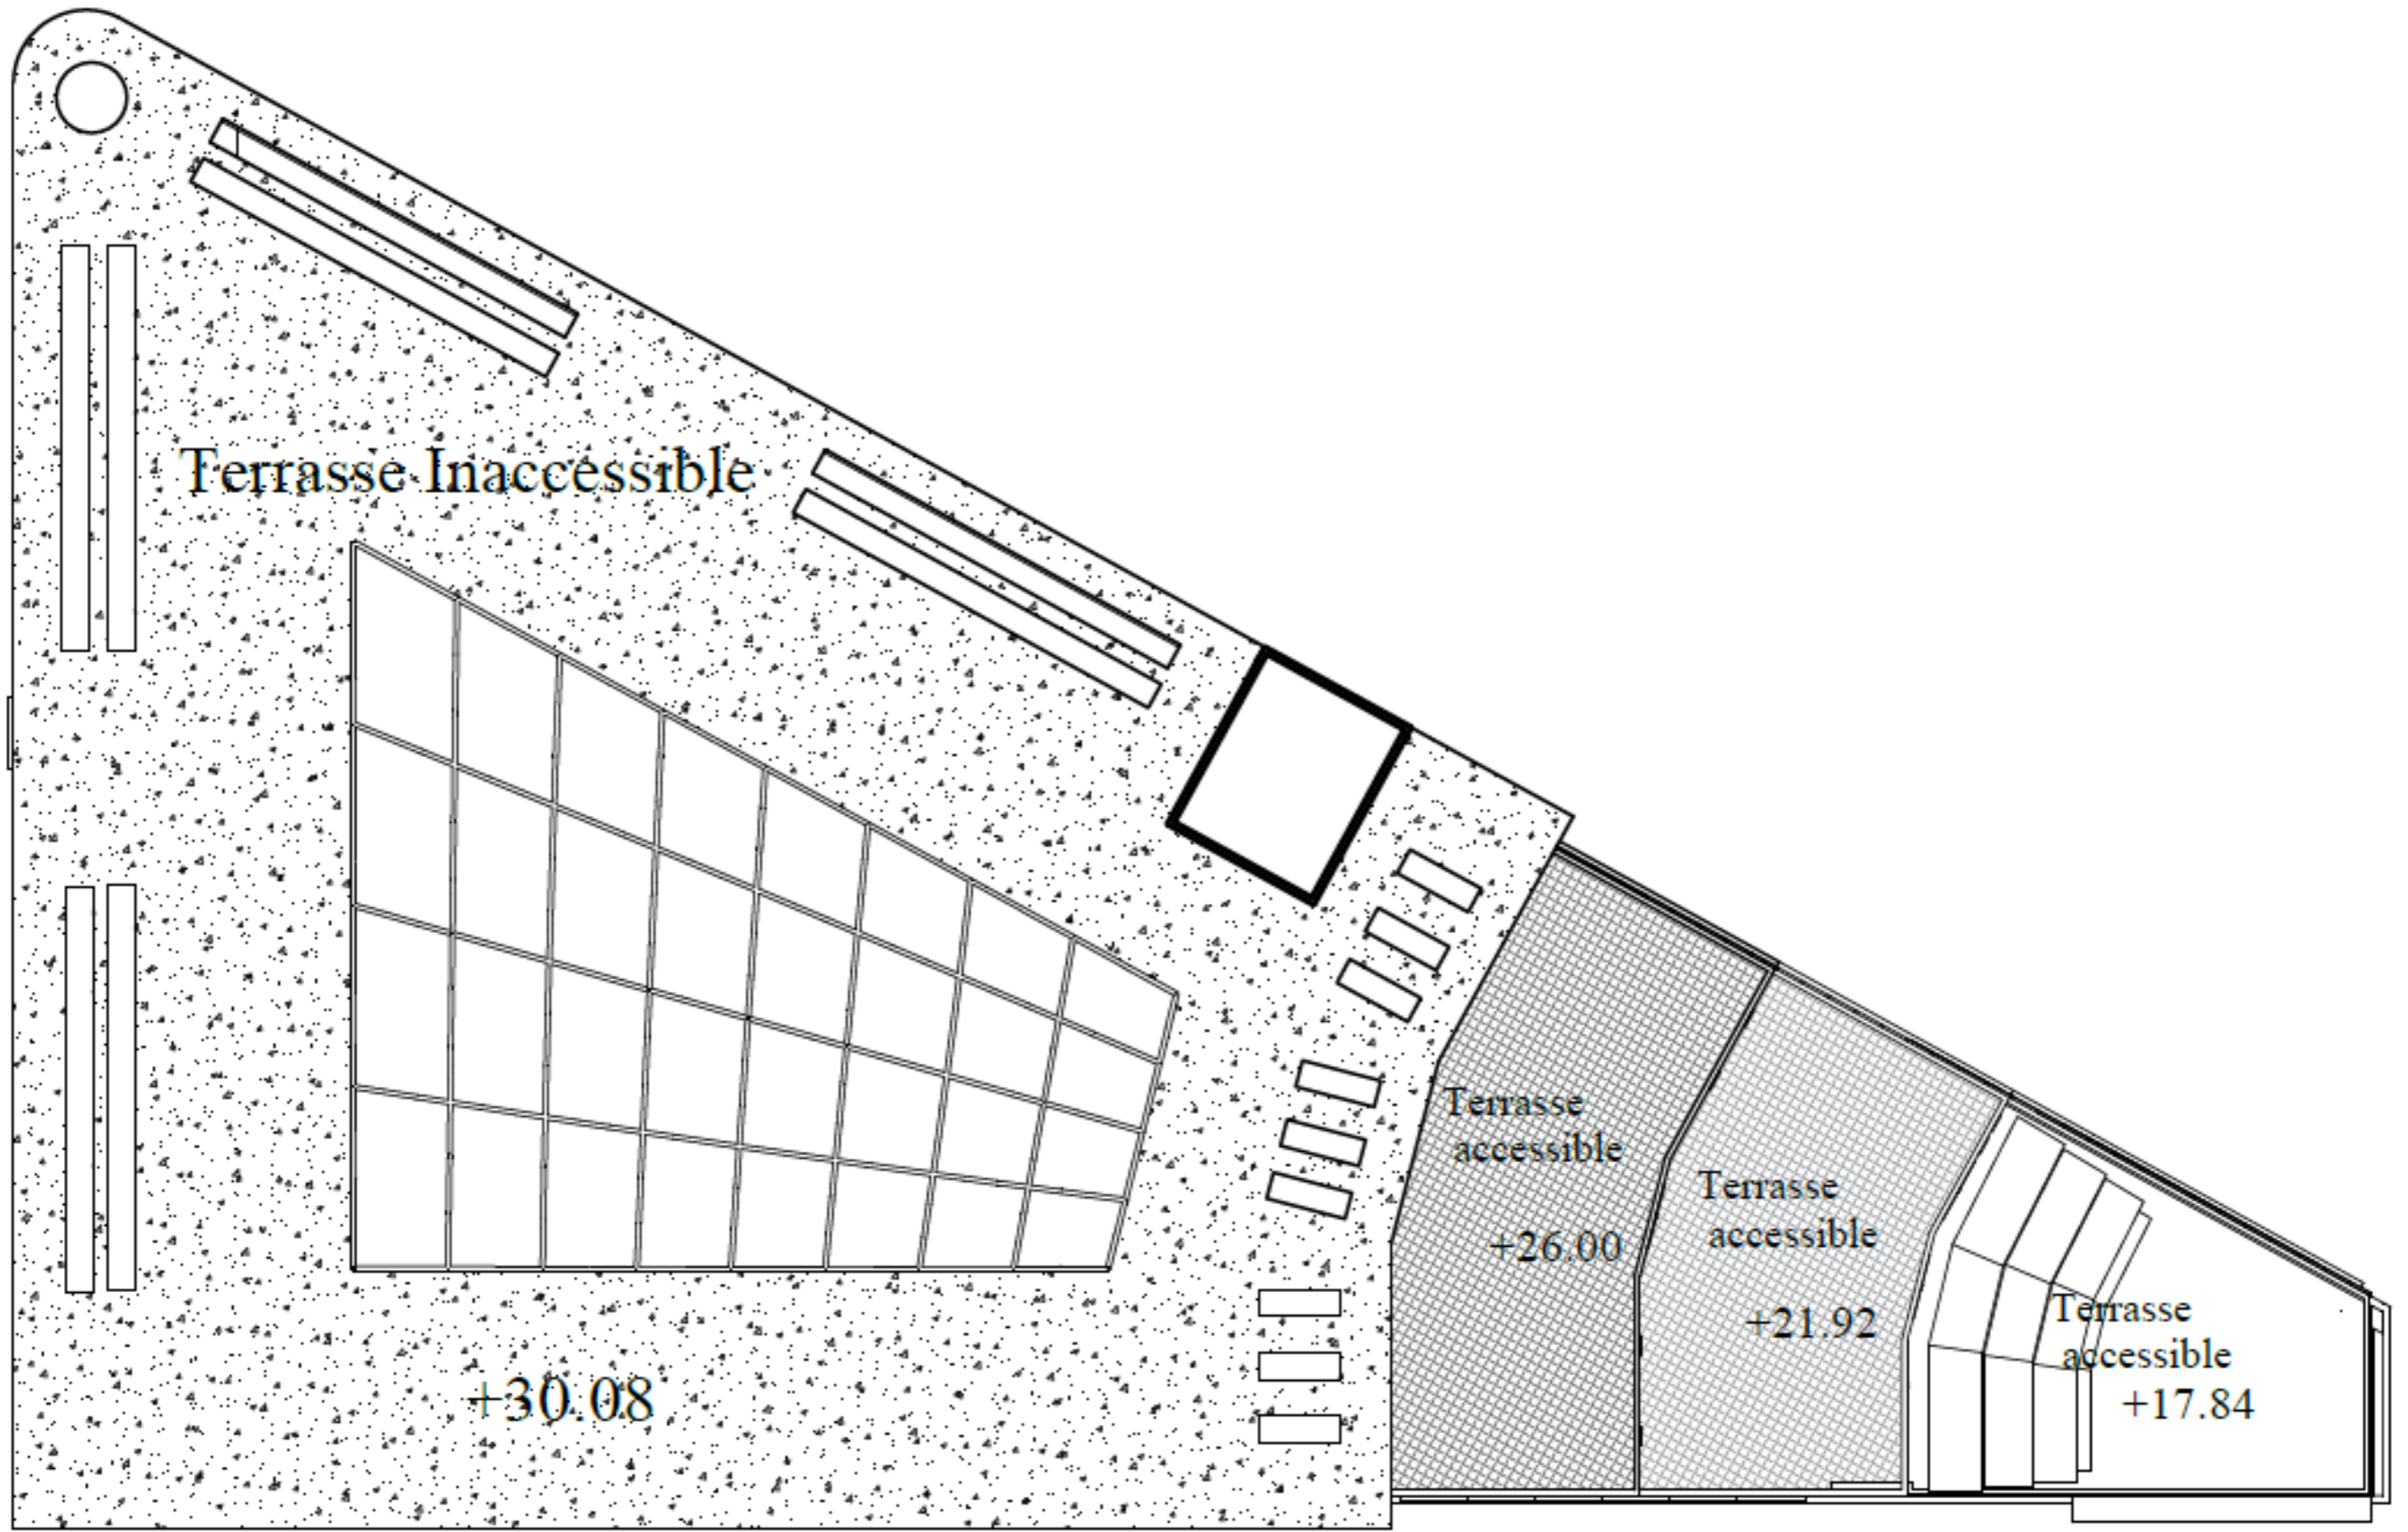 Terrasse Inaccessible
+30.08
Terrasse
accessible
+26.00
Terrasse
accessible
+21.92
Terrasse
accessible
+17.84